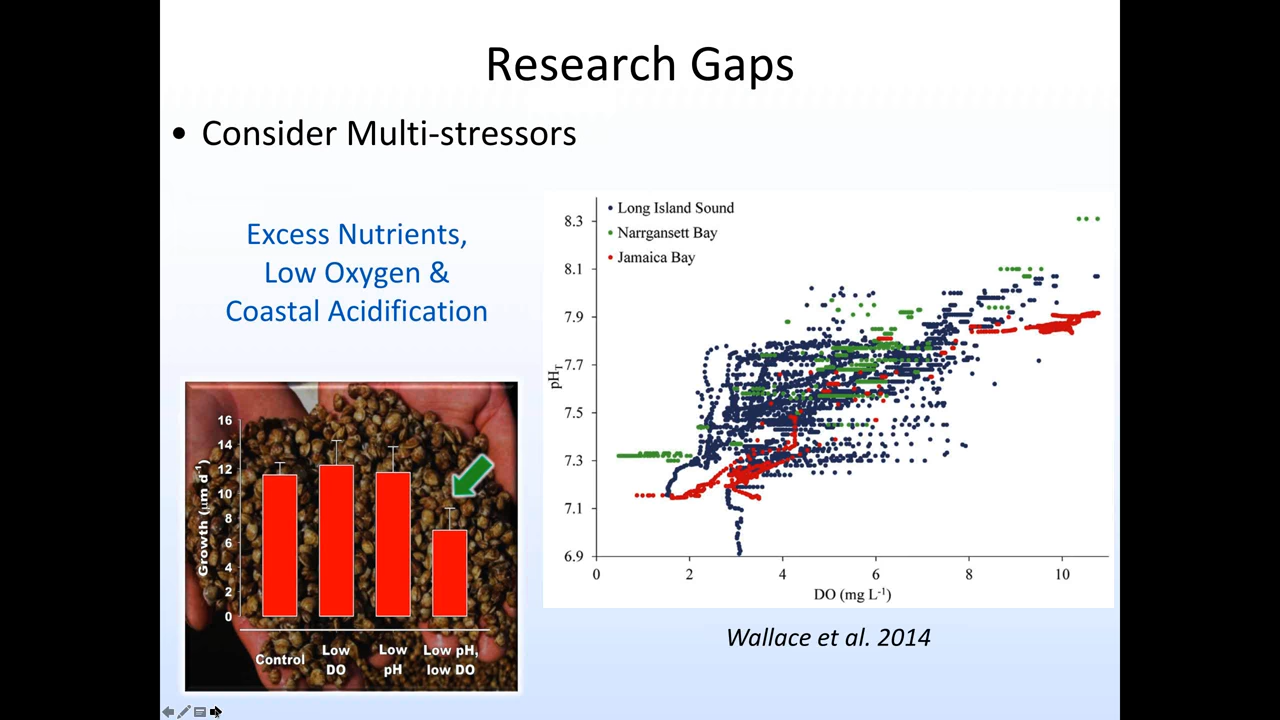 Research Gaps
• Consider Multi-stressors
Excess Nutrients,
Low Oxygen &
Coastal Acidification
16
14
12
10
8
6
4
2
0
Growth (µm d⁻¹)
Control
Low DO
Low pH
Low pH, low DO
• Long Island Sound
• Narrgansett Bay
• Jamaica Bay
8.3
8.1
7.9
7.7
7.5
7.3
7.1
6.9
pH_T
0 2 4 6 8 10
DO (mg L⁻¹)
Wallace et al. 2014